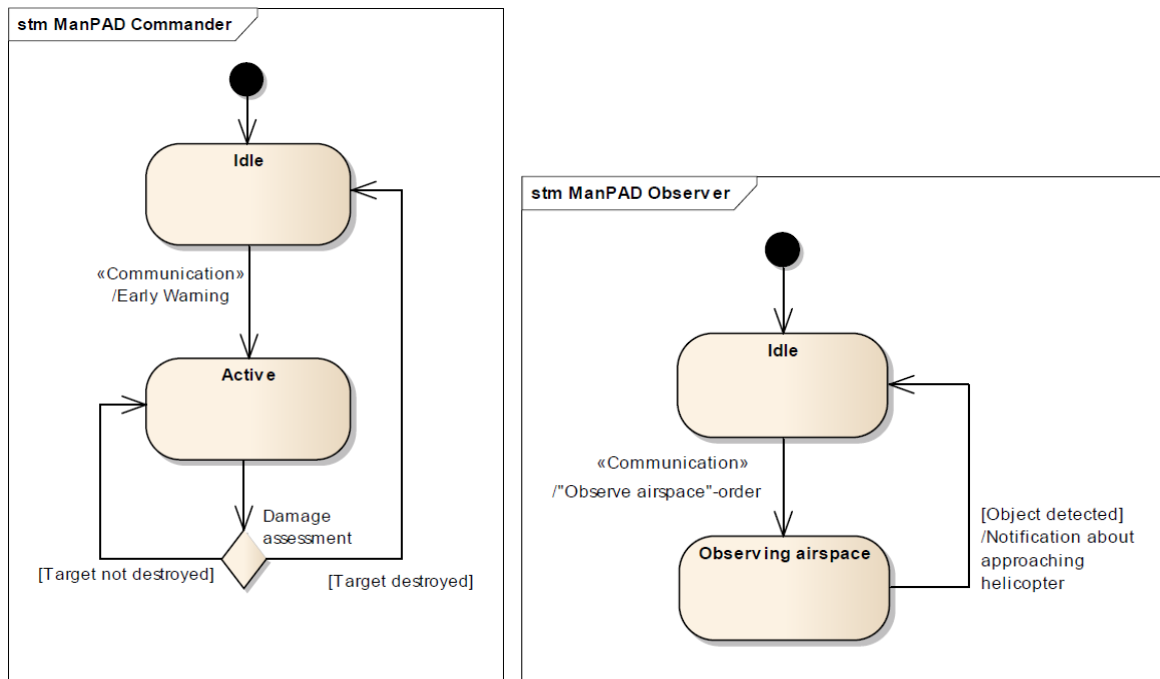 stm ManPAD Commander
Idle
«Communication»
/Early Warning
Active
Damage
assessment
[Target not destroyed]
[Target destroyed]
stm ManPAD Observer
Idle
«Communication»
/"Observe airspace"-order
Observing airspace
[Object detected]
/Notification about
approaching
helicopter